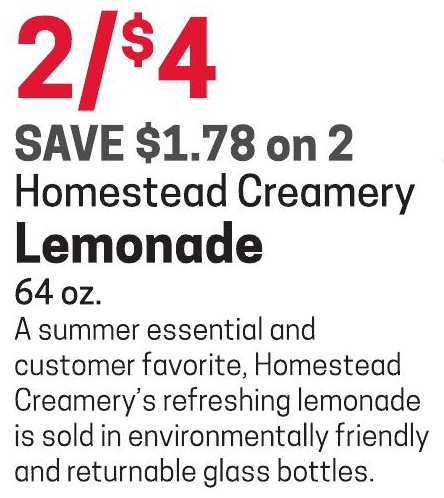 2/$4
SAVE $1.78 on 2
Homestead Creamery
Lemonade
64 oz.
A summer essential and
customer favorite, Homestead
Creamery's refreshing lemonade
is sold in environmentally friendly
and returnable glass bottles.